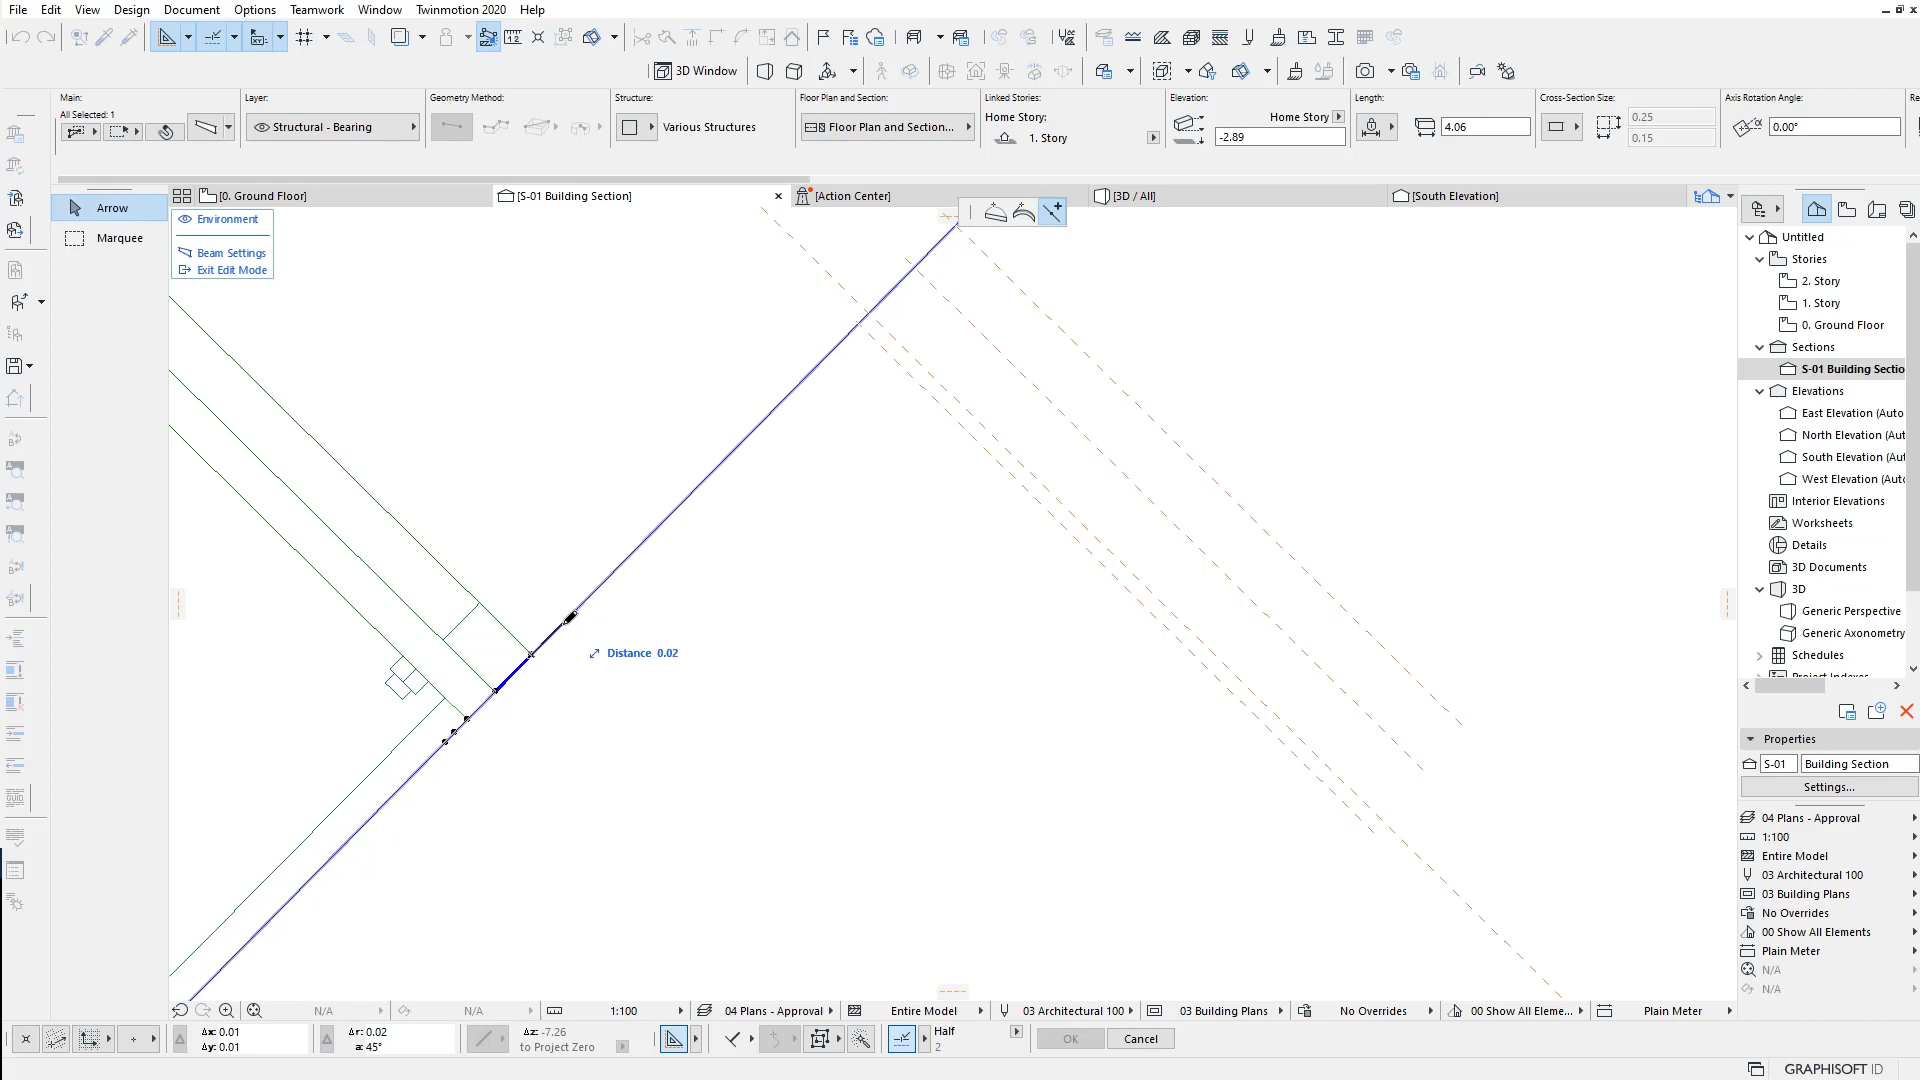 File Edit View Design Document Options Teamwork Window Twinmotion 2020 Help
3D Window
Main:
All Selected: 1
Layer:
Structural - Bearing
Geometry Method:
Structure:
Various Structures
Floor Plan and Section:
Floor Plan and Section...
Linked Stories:
Home Story:
1. Story
Elevation:
Home Story
-2.89
Length:
4.06
Cross-Section Size:
0.25
0.15
Axis Rotation Angle:
0.00°
Re
Arrow
Marquee
[0. Ground Floor]
[S-01 Building Section]
[Action Center]
[3D / All]
[South Elevation]
Environment
Beam Settings
Exit Edit Mode
Distance 0.02
Untitled
Stories
2. Story
1. Story
0. Ground Floor
Sections
S-01 Building Sectio
Elevations
East Elevation (Auto
North Elevation (Aut
South Elevation (Aut
West Elevation (Auto
Interior Elevations
Worksheets
Details
3D Documents
3D
Generic Perspective
Generic Axonometry
Schedules
Project Indexes
Properties
S-01 Building Section
Settings...
04 Plans - Approval
1:100
Entire Model
03 Architectural 100
03 Building Plans
No Overrides
00 Show All Elements
Plain Meter
N/A
N/A
N/A N/A 1:100 04 Plans - Approval Entire Model 03 Architectural 100 03 Building Plans No Overrides 00 Show All Eleme... Plain Meter
Δx: 0.01
Δy: 0.01
Δr: 0.02
a: 45°
Δz: -7.26
to Project Zero
Half
2
OK
Cancel
GRAPHISOFT ID